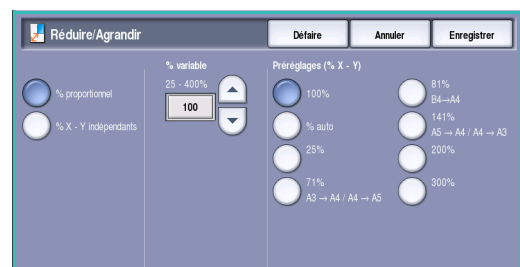 Réduire/Agrandir
Défaire
Annuler
Enregistrer
% proportionnel
% X - Y indépendants
% variable
25 - 400%
100
Préréglages (% X - Y)
100%
% auto
25%
71%
A3 → A4 / A4 → A5
81%
B4→A4
141%
A5 → A4 / A4 → A3
200%
300%